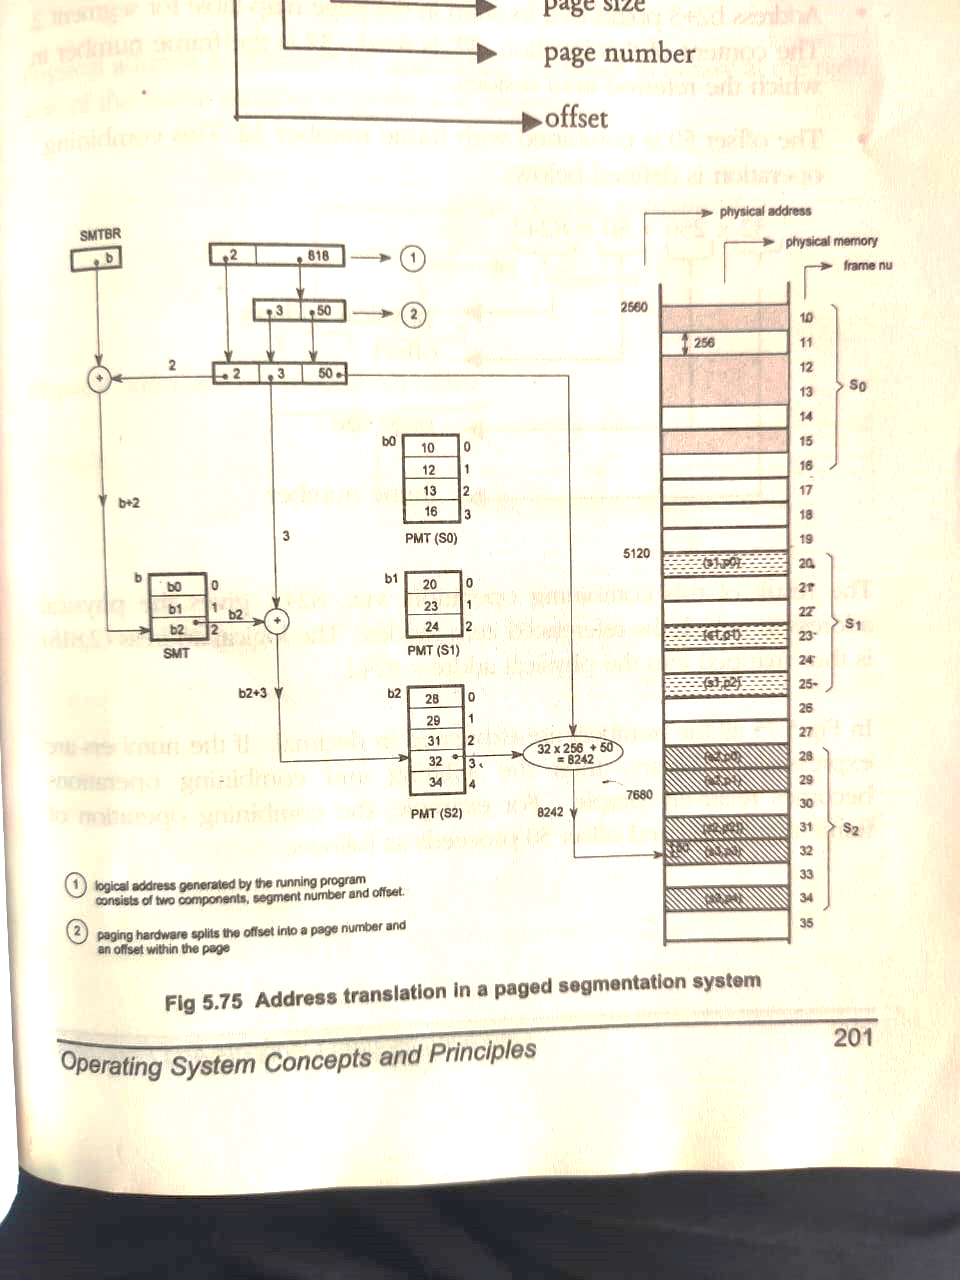 page size
page number
offset
physical address
physical memory
frame nu
SMTBR
b
2 818
1
3 50
2
2
2 3 50
2560
256
10
11
12
13
14
15
16
17
18
19
20
21
22
23
24
25
26
27
28
29
30
31
32
33
34
35
S0
S1
S2
5120
7680
b0
10 0
12 1
13 2
16 3
PMT (S0)
b+2
3
b
b0 0
b1 1
b2 2
SMT
b2
b1
20 0
23 1
24 2
PMT (S1)
b2+3
b2
28 0
29 1
31 2
32 3
34 4
PMT (S2)
32 x 256 + 50
= 8242
8242
(s1,p0)
(s1,p1)
(s1,p2)
1 logical address generated by the running program
consists of two components, segment number and offset.
2 paging hardware splits the offset into a page number and
an offset within the page
Fig 5.75 Address translation in a paged segmentation system
Operating System Concepts and Principles
201